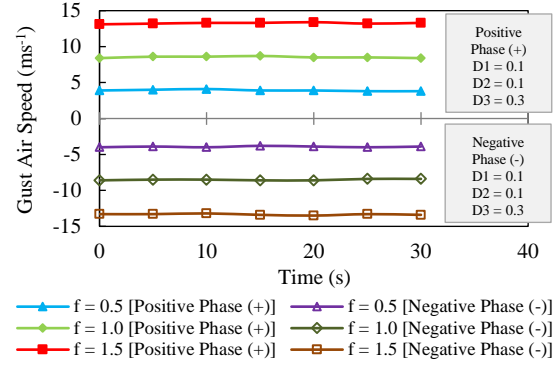 15
10
5
0
-5
-10
-15
Gust Air Speed (ms⁻¹)
0
10
20
30
40
Time (s)
Positive
Phase (+)
D1 = 0.1
D2 = 0.1
D3 = 0.3
Negative
Phase (-)
D1 = 0.1
D2 = 0.1
D3 = 0.3
f = 0.5 [Positive Phase (+)]
f = 0.5 [Negative Phase (-)]
f = 1.0 [Positive Phase (+)]
f = 1.0 [Negative Phase (-)]
f = 1.5 [Positive Phase (+)]
f = 1.5 [Negative Phase (-)]